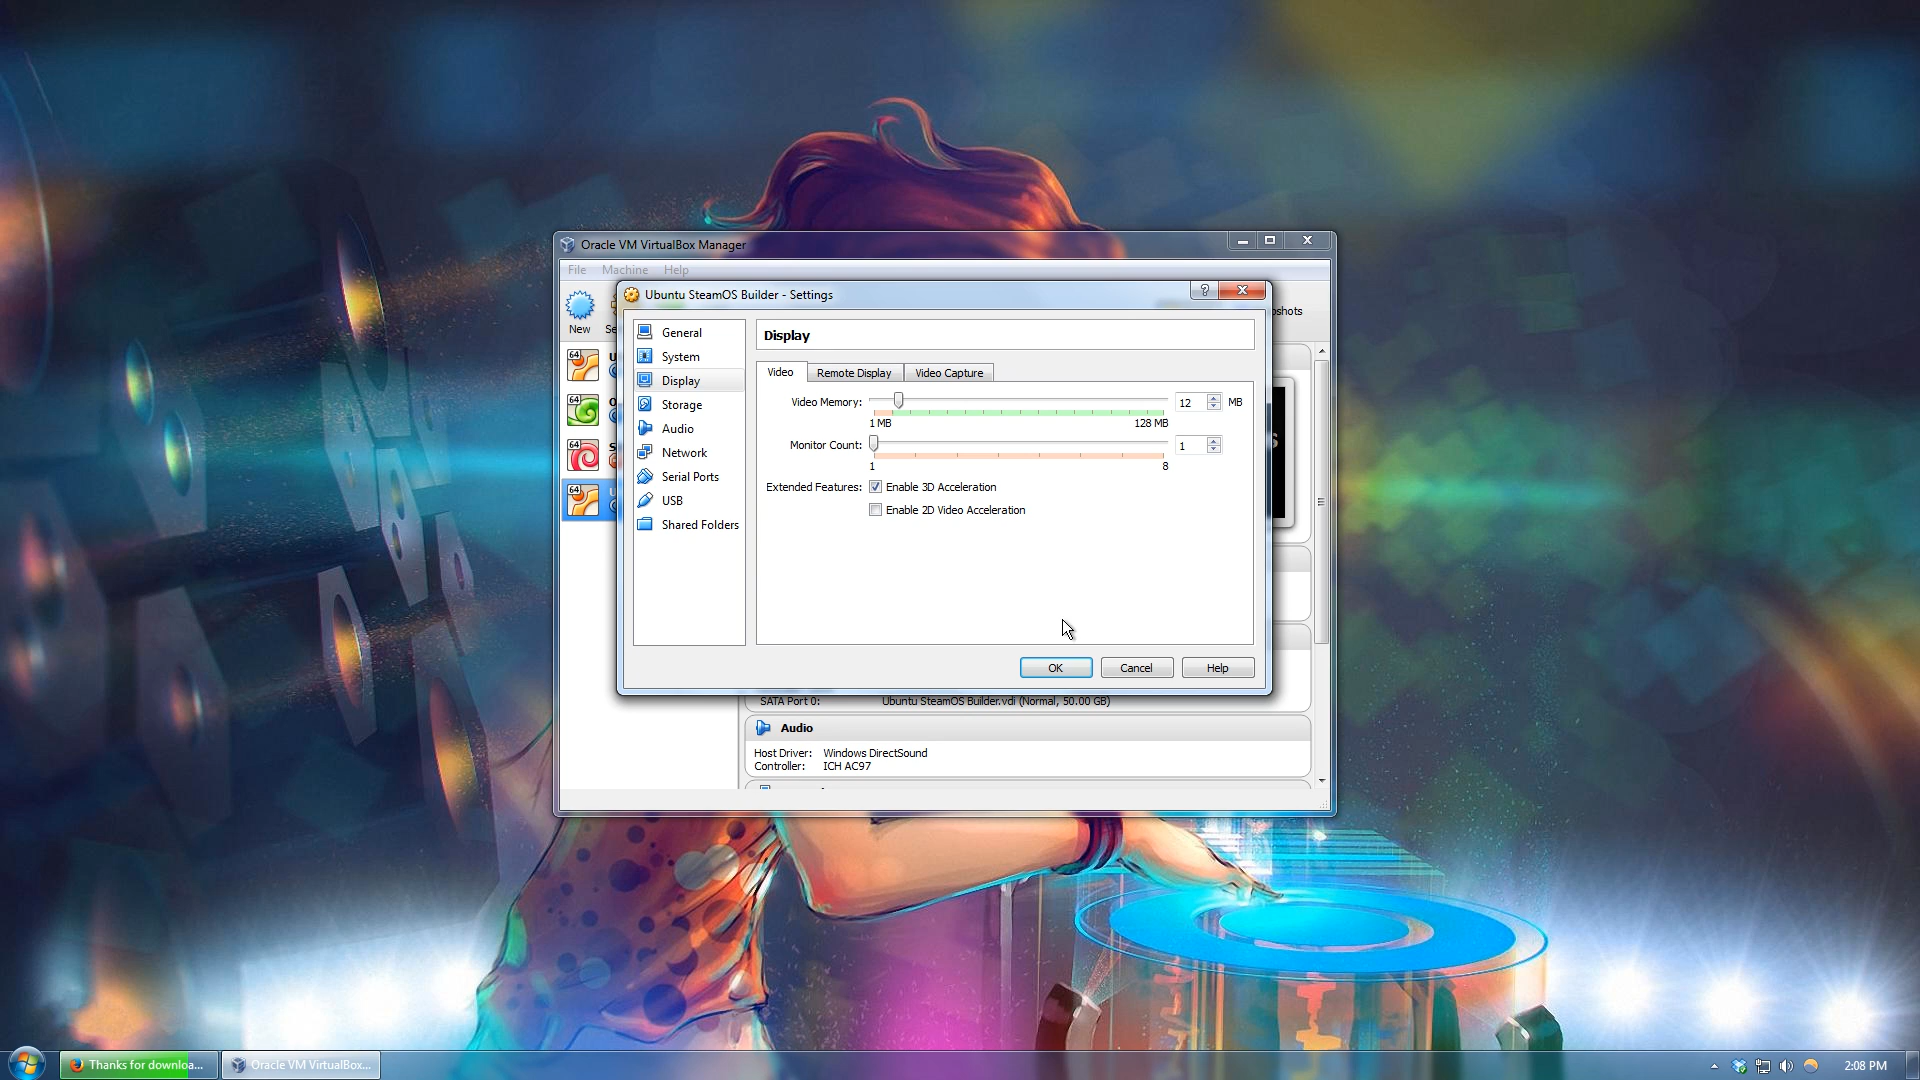 Oracle VM VirtualBox Manager
File Machine Help
Ubuntu SteamOS Builder - Settings
?
New
General
System
Display
Storage
Audio
Network
Serial Ports
USB
Shared Folders
Display
Video
Remote Display
Video Capture
Video Memory:
12
MB
1 MB
128 MB
Monitor Count:
1
1
8
Extended Features:
Enable 3D Acceleration
Enable 2D Video Acceleration
OK
Cancel
Help
64
64
64
64
SATA Port 0: Ubuntu SteamOS Builder.vdi (Normal, 50.00 GB)
Audio
Host Driver: Windows DirectSound
Controller: ICH AC97
Thanks for downloa...
Oracle VM VirtualBox...
2:08 PM